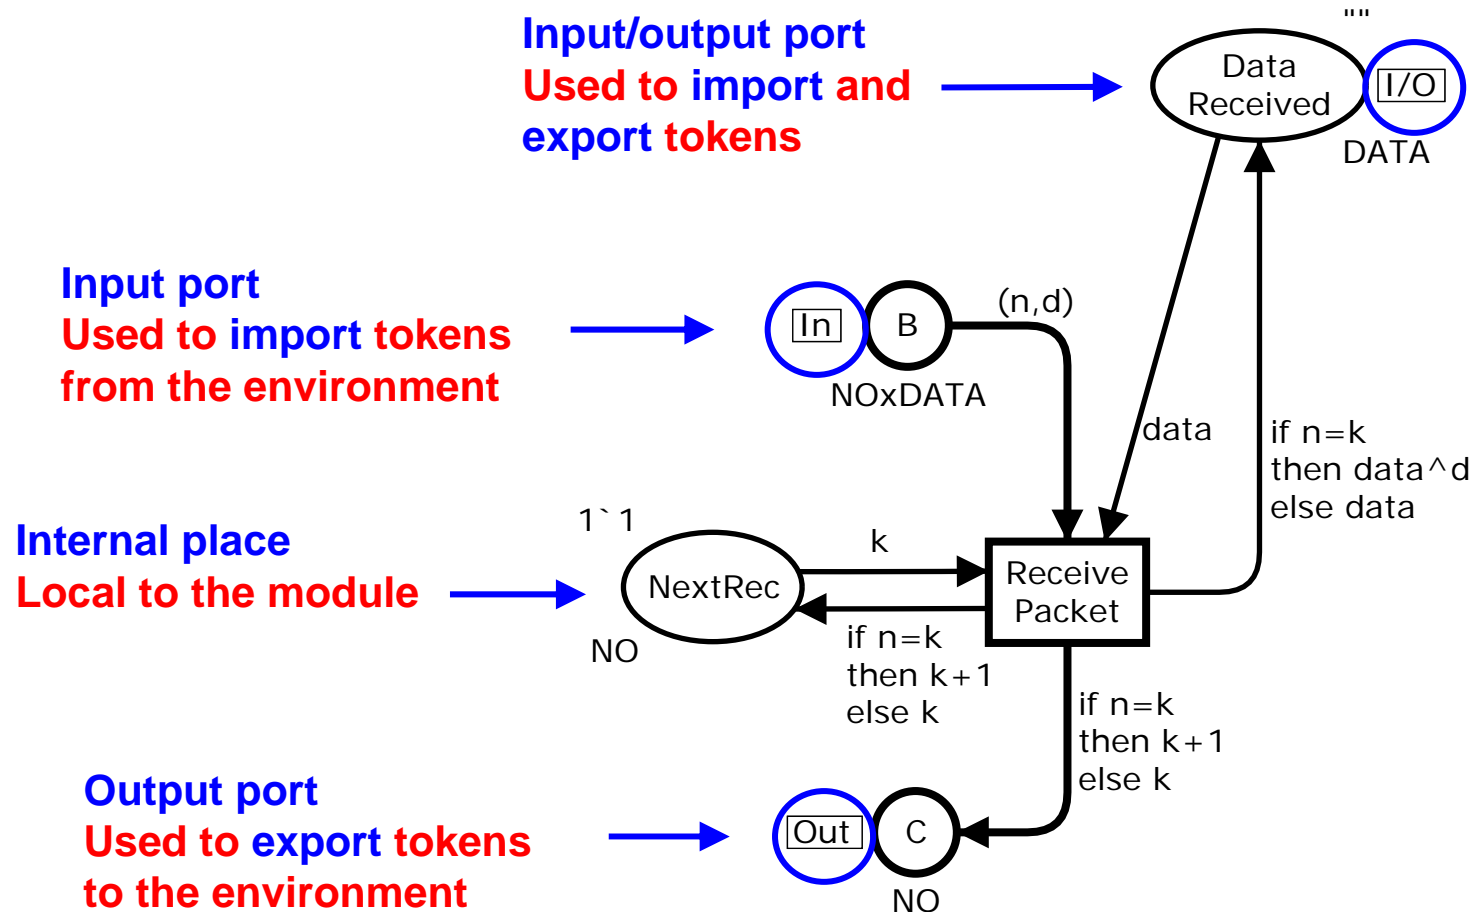 Input/output port
Used to import and
export tokens
""
Data
Received
I/O
DATA
Input port
Used to import tokens
from the environment
In
B
(n,d)
NOxDATA
data
if n=k
then data^d
else data
Internal place
Local to the module
1`1
NextRec
NO
k
Receive
Packet
if n=k
then k+1
else k
if n=k
then k+1
else k
Output port
Used to export tokens
to the environment
Out
C
NO